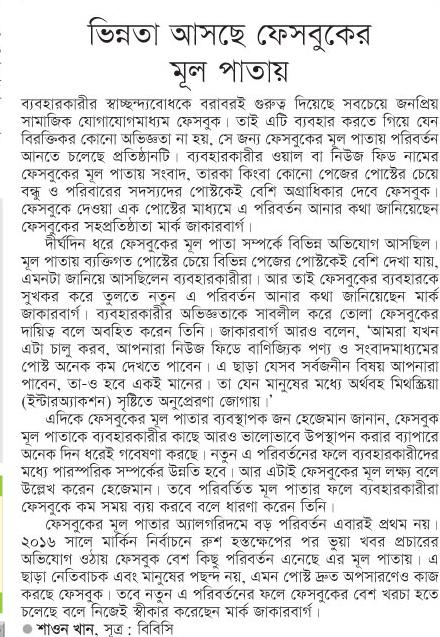 ভিন্নতা আসছে ফেসবুকের
মূল পাতায়
ব্যবহারকারীর স্বাচ্ছন্দ্যবোধকে বরাবরই গুরুত্ব দিয়েছে সবচেয়ে জনপ্রিয়
সামাজিক যোগাযোগমাধ্যম ফেসবুক। তাই এটি ব্যবহার করতে গিয়ে যেন
বিরক্তিকর কোনো অভিজ্ঞতা না হয়, সে জন্য ফেসবুকের মূল পাতায় পরিবর্তন
আনতে চলেছে প্রতিষ্ঠানটি। ব্যবহারকারীর ওয়াল বা নিউজ ফিড নামের
ফেসবুকের মূল পাতায় সংবাদ, তারকা কিংবা কোনো পেজের পোস্টের চেয়ে
বন্ধু ও পরিবারের সদস্যদের পোস্টকেই বেশি অগ্রাধিকার দেবে ফেসবুক।
ফেসবুকে দেওয়া এক পোস্টের মাধ্যমে এ পরিবর্তন আনার কথা জানিয়েছেন
ফেসবুকের সহপ্রতিষ্ঠাতা মার্ক জাকারবার্গ।
দীর্ঘদিন ধরে ফেসবুকের মূল পাতা সম্পর্কে বিভিন্ন অভিযোগ আসছিল।
মূল পাতায় ব্যক্তিগত পোস্টের চেয়ে বিভিন্ন পেজের পোস্টকেই বেশি দেখা যায়,
এমনটা জানিয়ে আসছিলেন ব্যবহারকারীরা। আর তাই ফেসবুকের ব্যবহারকে
সুখকর করে তুলতে নতুন এ পরিবর্তন আনার কথা জানিয়েছেন মার্ক
জাকারবার্গ। ব্যবহারকারীর অভিজ্ঞতাকে সাবলীল করে তোলা ফেসবুকের
দায়িত্ব বলে অবহিত করেন তিনি। জাকারবার্গ আরও বলেন, ‘আমরা যখন
এটা চালু করব, আপনারা নিউজ ফিডে বাণিজ্যিক পণ্য ও সংবাদমাধ্যমের
পোস্ট অনেক কম দেখতে পাবেন। এ ছাড়া যেসব সর্বজনীন বিষয় আপনারা
পাবেন, তা-ও হবে একই মানের। তা যেন মানুষের মধ্যে অর্থবহ মিথস্ক্রিয়া
(ইন্টারঅ্যাকশন) সৃষ্টিতে অনুপ্রেরণা জোগায়।’
এদিকে ফেসবুকের মূল পাতার ব্যবস্থাপক জন হেজেমান জানান, ফেসবুক
মূল পাতাকে ব্যবহারকারীর কাছে আরও ভালোভাবে উপস্থাপন করার ব্যাপারে
অনেক দিন ধরেই গবেষণা করছে। নতুন এ পরিবর্তনের ফলে ব্যবহারকারীদের
মধ্যে পারস্পরিক সম্পর্কের উন্নতি হবে। আর এটাই ফেসবুকের মূল লক্ষ্য বলে
উল্লেখ করেন হেজেমান। তবে পরিবর্তিত মূল পাতার ফলে ব্যবহারকারীরা
ফেসবুকে কম সময় ব্যয় করবে বলে ধারণা করেন তিনি।
ফেসবুকের মূল পাতার অ্যালগরিদমে বড় পরিবর্তন এবারই প্রথম নয়।
২০১৬ সালে মার্কিন নির্বাচনে রুশ হস্তক্ষেপের পর ভুয়া খবর প্রচারের
অভিযোগ ওঠায় ফেসবুক বেশ কিছু পরিবর্তন এনেছে এর মূল পাতায়। এ
ছাড়া নেতিবাচক এবং মানুষের পছন্দ নয়, এমন পোস্ট দ্রুত অপসারণেও কাজ
করছে ফেসবুক। তবে নতুন এ পরিবর্তনের ফলে ফেসবুকের বেশ খরচা হতে
চলেছে বলে নিজেই স্বীকার করেছেন মার্ক জাকারবার্গ।
● শাওন খান, সূত্র : বিবিসি